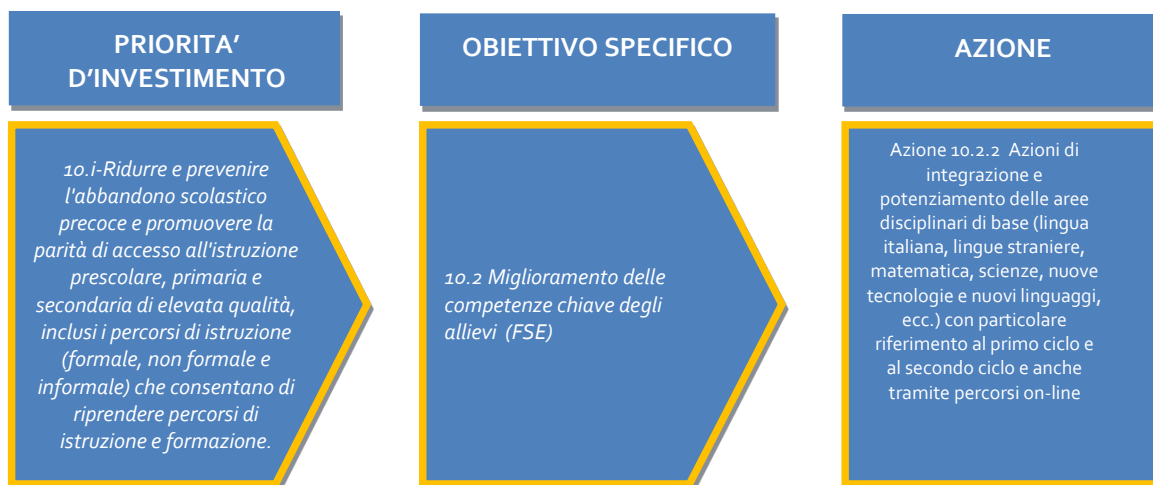 PRIORITA'
D'INVESTIMENTO
10.i-Ridurre e prevenire
l'abbandono scolastico
precoce e promuovere la
parità di accesso all'istruzione
prescolare, primaria e
secondaria di elevata qualità,
inclusi i percorsi di istruzione
(formale, non formale e
informale) che consentano di
riprendere percorsi di
istruzione e formazione.
OBIETTIVO SPECIFICO
10.2 Miglioramento delle
competenze chiave degli
allievi (FSE)
AZIONE
Azione 10.2.2 Azioni di
integrazione e
potenziamento delle aree
disciplinari di base (lingua
italiana, lingue straniere,
matematica, scienze, nuove
tecnologie e nuovi linguaggi,
ecc.) con particolare
riferimento al primo ciclo e
al secondo ciclo e anche
tramite percorsi on-line